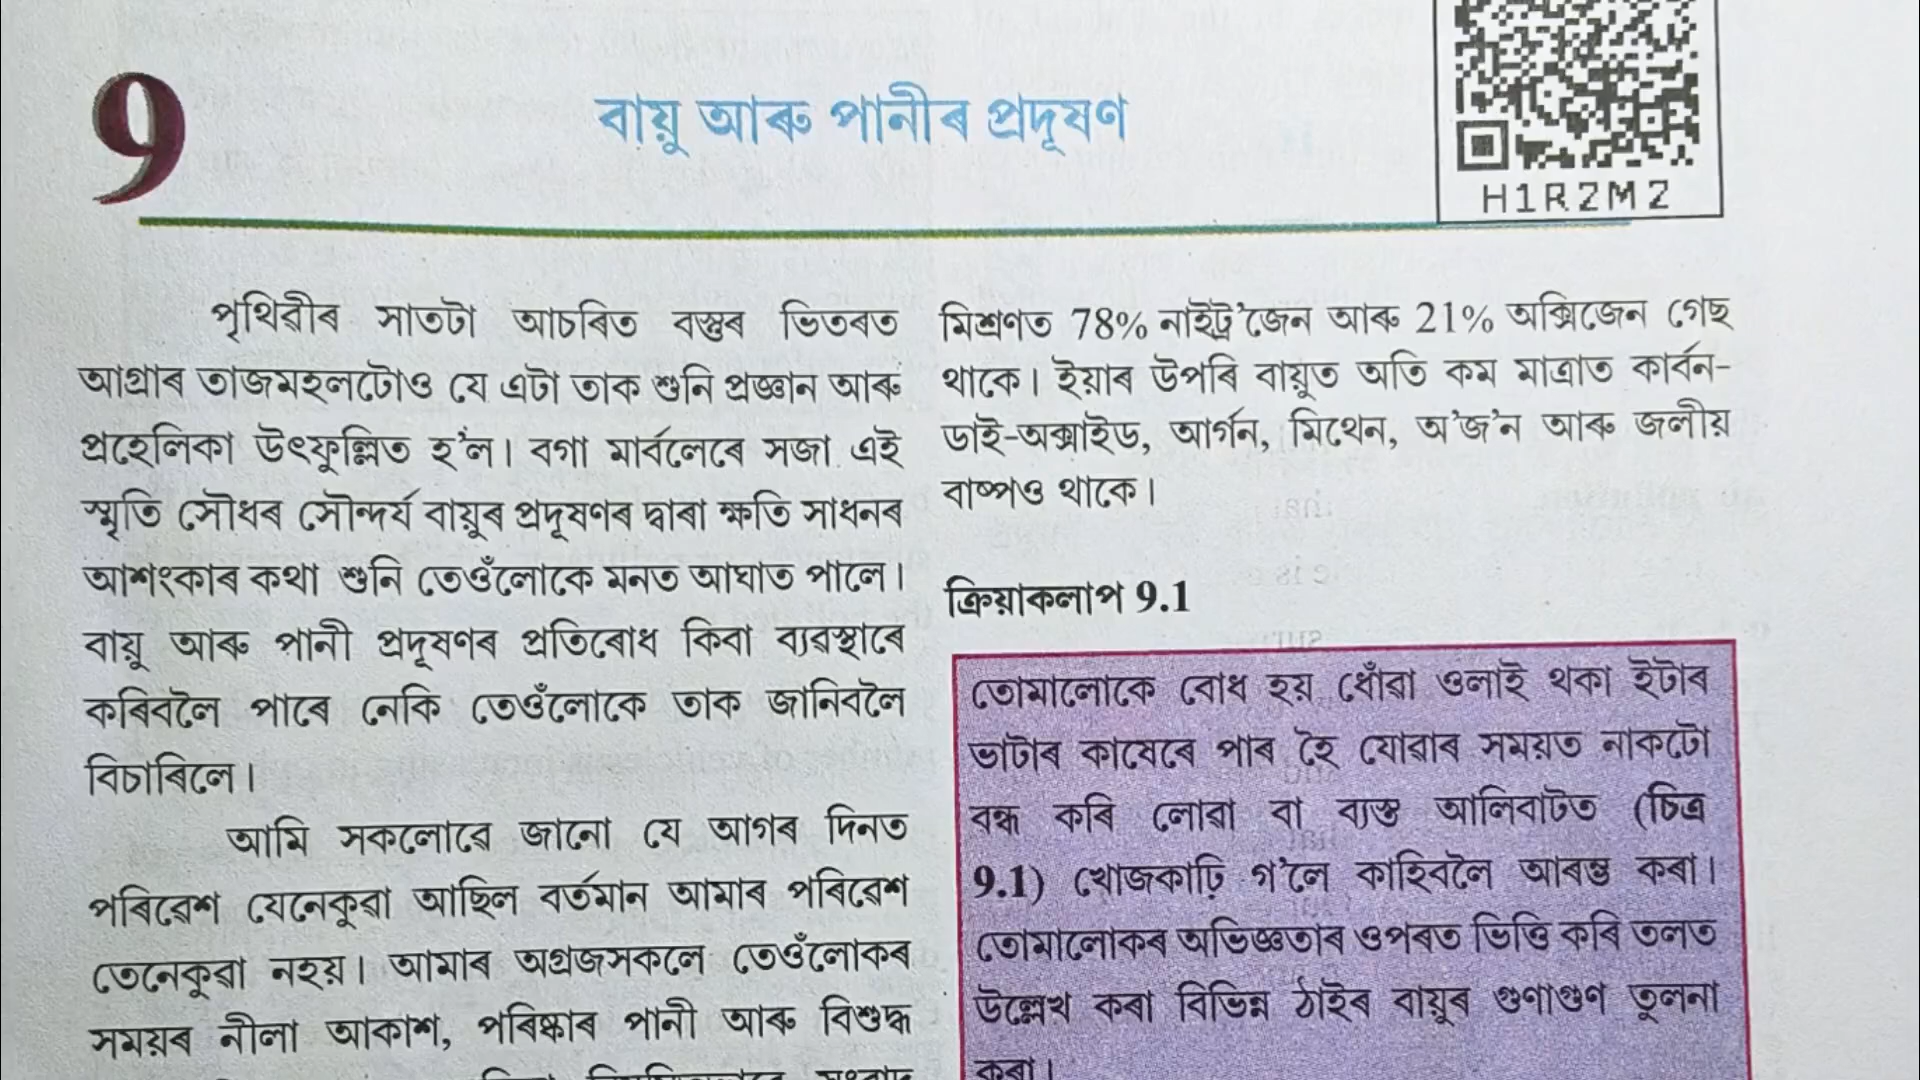 9
বায়ু আৰু পানীৰ প্ৰদূষণ
H1R2M2
পৃথিৱীৰ সাতটা আচৰিত বস্তুৰ ভিতৰত
আগ্ৰাৰ তাজমহলটোও যে এটা তাক শুনি প্ৰজ্ঞান আৰু
প্ৰহেলিকা উৎফুল্লিত হ'ল। বগা মাৰ্বলেৰে সজা এই
স্মৃতি সৌধৰ সৌন্দৰ্য বায়ুৰ প্ৰদূষণৰ দ্বাৰা ক্ষতি সাধনৰ
আশংকাৰ কথা শুনি তেওঁলোকে মনত আঘাত পালে।
বায়ু আৰু পানী প্ৰদূষণৰ প্ৰতিৰোধ কিবা ব্যৱস্থাৰে
কৰিবলৈ পাৰে নেকি তেওঁলোকে তাক জানিবলৈ
বিচাৰিলে।
আমি সকলোৱে জানো যে আগৰ দিনত
পৰিৱেশ যেনেকুৱা আছিল বৰ্তমান আমাৰ পৰিৱেশ
তেনেকুৱা নহয়। আমাৰ অগ্ৰজসকলে তেওঁলোকৰ
সময়ৰ নীলা আকাশ, পৰিষ্কাৰ পানী আৰু বিশুদ্ধ
মিশ্ৰণত 78% নাইট্ৰ'জেন আৰু 21% অক্সিজেন গেছ
থাকে। ইয়াৰ উপৰি বায়ুত অতি কম মাত্ৰাত কাৰ্বন-
ডাই-অক্সাইড, আৰ্গন, মিথেন, অ'জ'ন আৰু জলীয়
বাষ্পও থাকে।
ক্ৰিয়াকলাপ 9.1
তোমালোকে বোধ হয় ধোঁৱা ওলাই থকা ইটাৰ
ভাটাৰ কাষেৰে পাৰ হৈ যোৱাৰ সময়ত নাকটো
বন্ধ কৰি লোৱা বা ব্যস্ত আলিবাটত (চিত্ৰ
9.1) খোজকাঢ়ি গ'লে কাহিবলৈ আৰম্ভ কৰা।
তোমালোকৰ অভিজ্ঞতাৰ ওপৰত ভিত্তি কৰি তলত
উল্লেখ কৰা বিভিন্ন ঠাইৰ বায়ুৰ গুণাগুণ তুলনা
কৰা।